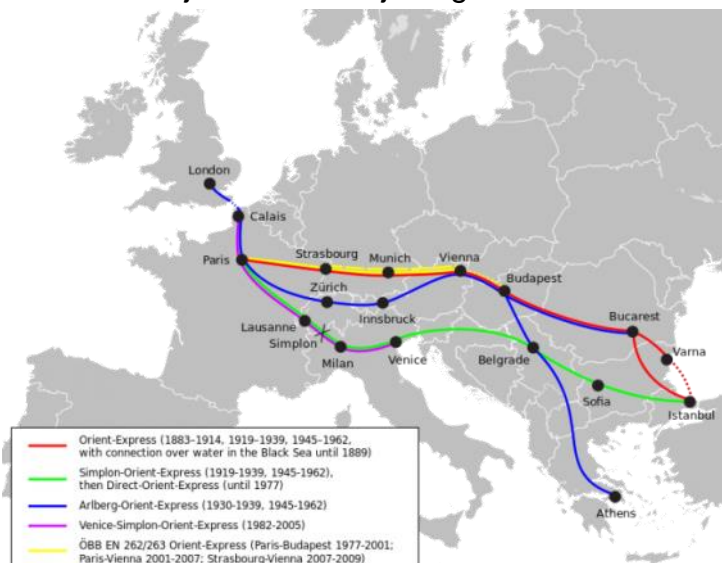 London
Calais
Paris
Strasbourg
Munich
Vienna
Budapest
Zürich
Innsbruck
Lausanne
Simplon
Milan
Venice
Belgrade
Bucarest
Varna
Sofia
Istanbul
Athens
Orient-Express (1883–1914, 1919–1939, 1945–1962,
with connection over water in the Black Sea until 1889)
Simplon-Orient-Express (1919-1939, 1945-1962),
then Direct-Orient-Express (until 1977)
Arlberg-Orient-Express (1930-1939, 1945-1962)
Venice-Simplon-Orient-Express (1982-2005)
ÖBB EN 262/263 Orient-Express (Paris-Budapest 1977-2001;
Paris-Vienna 2001-2007; Strasbourg-Vienna 2007-2009)